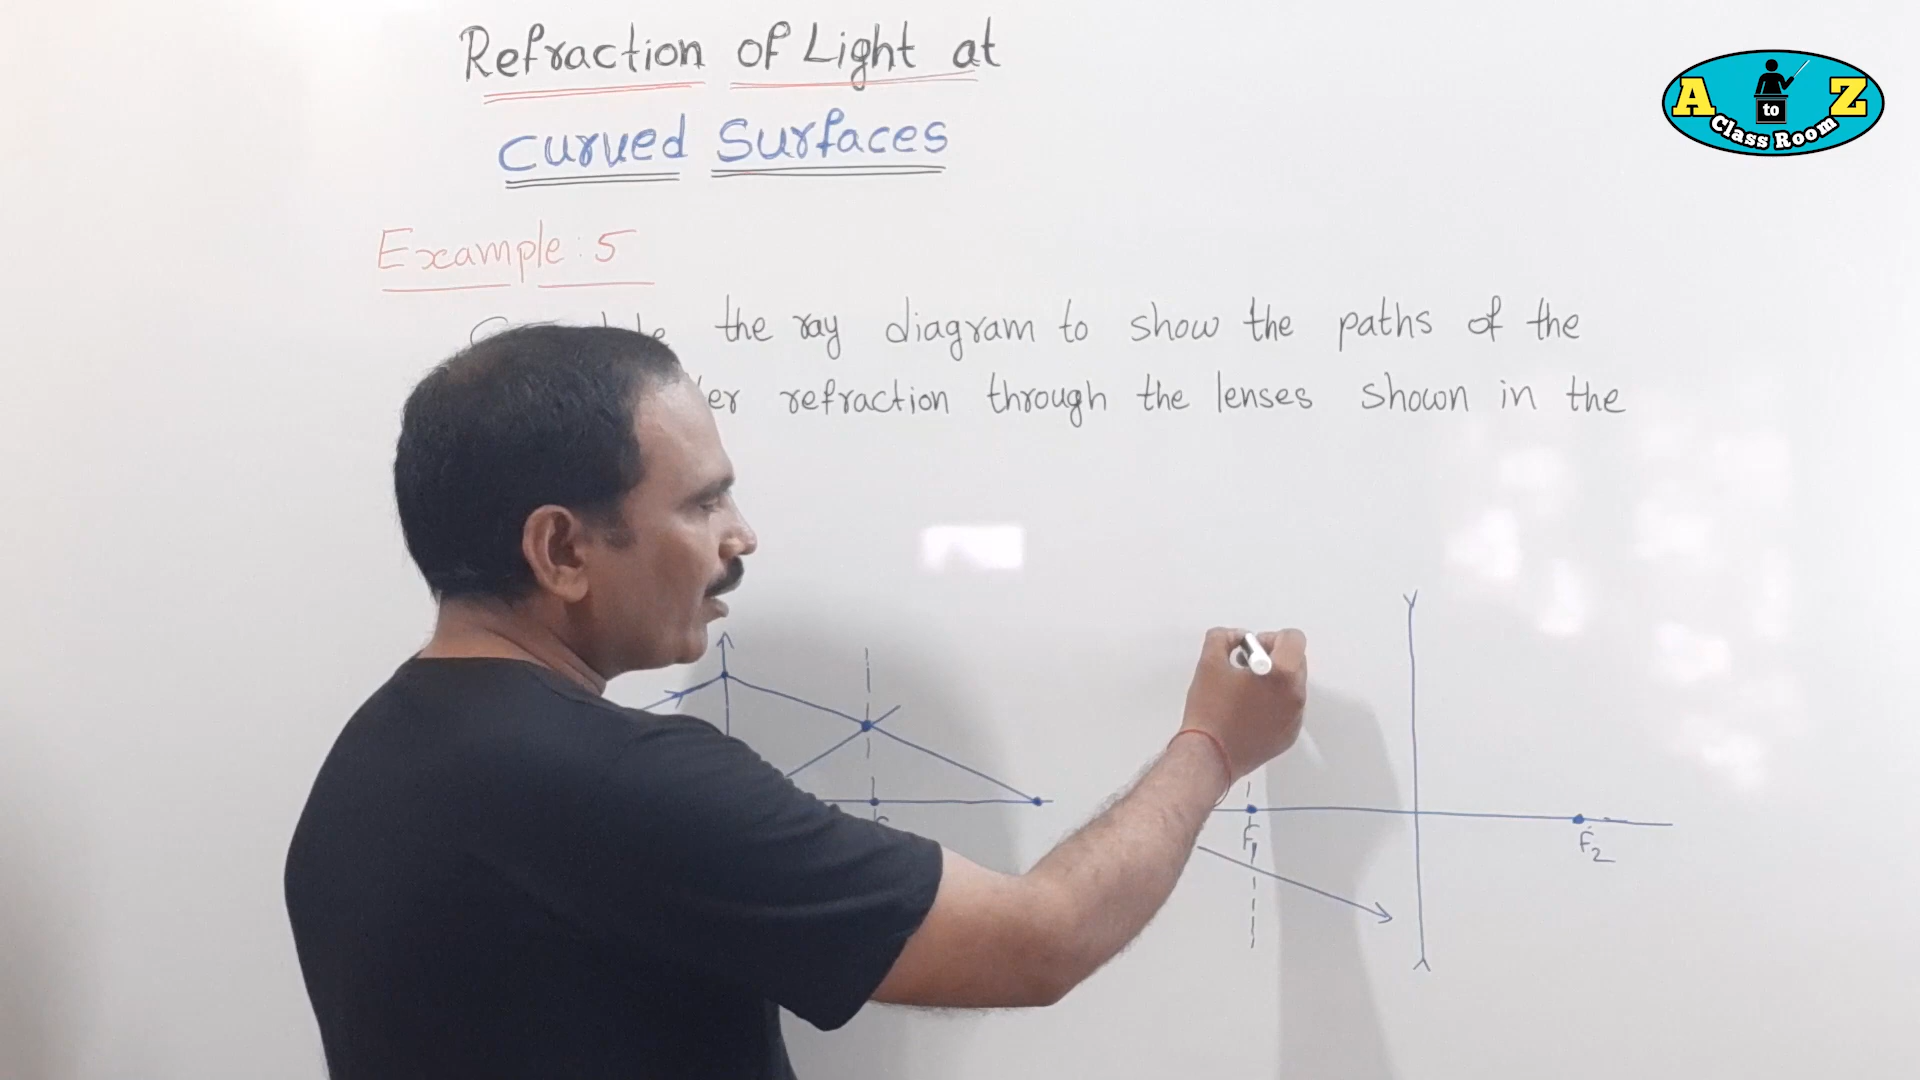 Refraction of Light at
curved Surfaces
A to Z
Class Room
Example: 5
the ray diagram to show the paths of the
refraction through the lenses shown in the
F
F2